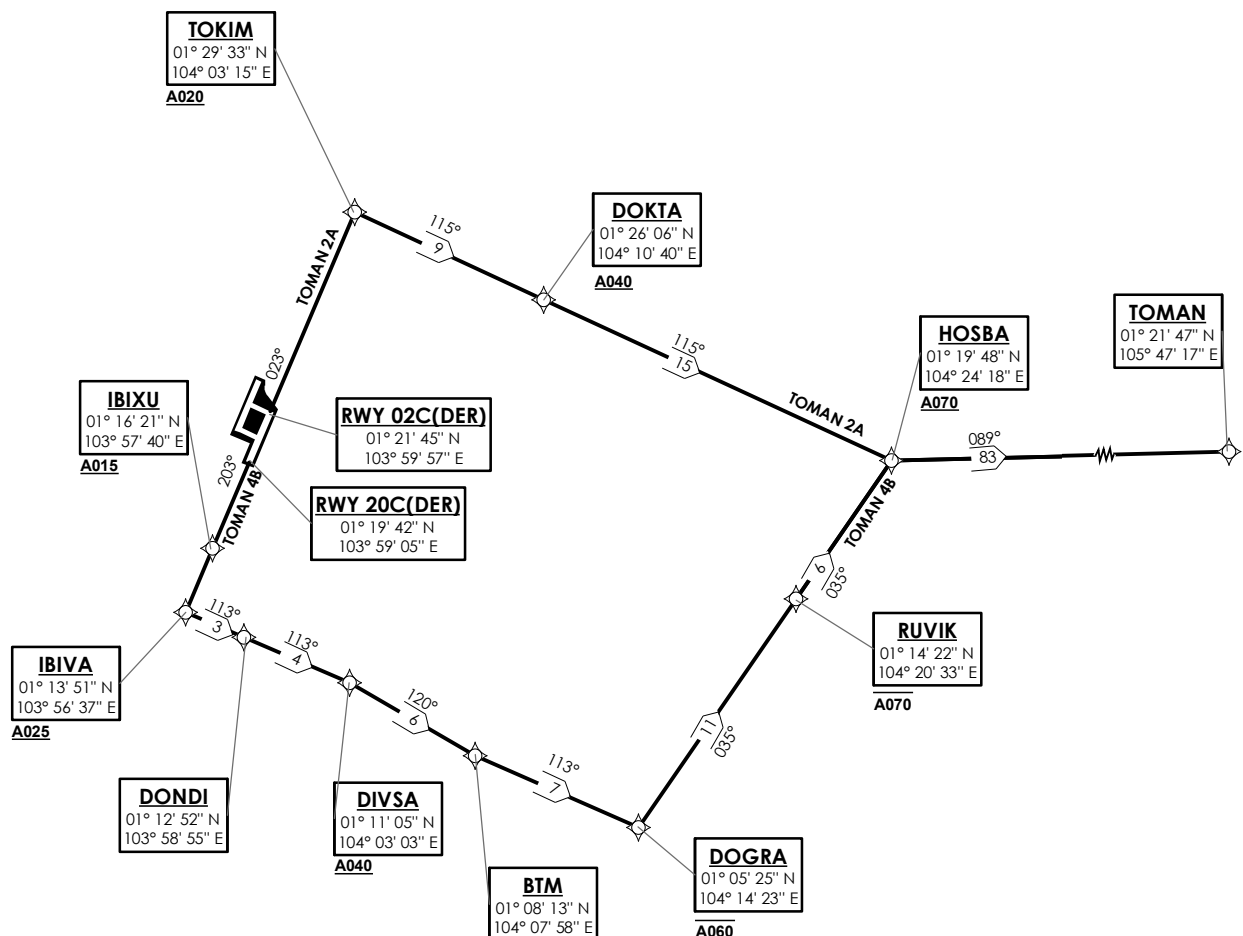 TOKIM
01° 29' 33" N
104° 03' 15" E
A020
TOMAN 2A
115°
9
DOKTA
01° 26' 06" N
104° 10' 40" E
A040
115°
15
TOMAN 2A
HOSBA
01° 19' 48" N
104° 24' 18" E
A070
TOMAN
01° 21' 47" N
105° 47' 17" E
089°
83
023°
IBIXU
01° 16' 21" N
103° 57' 40" E
A015
RWY 02C(DER)
01° 21' 45" N
103° 59' 57" E
203°
TOMAN 4B
RWY 20C(DER)
01° 19' 42" N
103° 59' 05" E
TOMAN 4B
6
035°
RUVIK
01° 14' 22" N
104° 20' 33" E
A070
IBIVA
01° 13' 51" N
103° 56' 37" E
A025
113°
3
113°
4
120°
6
113°
7
11
035°
DONDI
01° 12' 52" N
103° 58' 55" E
DIVSA
01° 11' 05" N
104° 03' 03" E
A040
BTM
01° 08' 13" N
104° 07' 58" E
DOGRA
01° 05' 25" N
104° 14' 23" E
A060